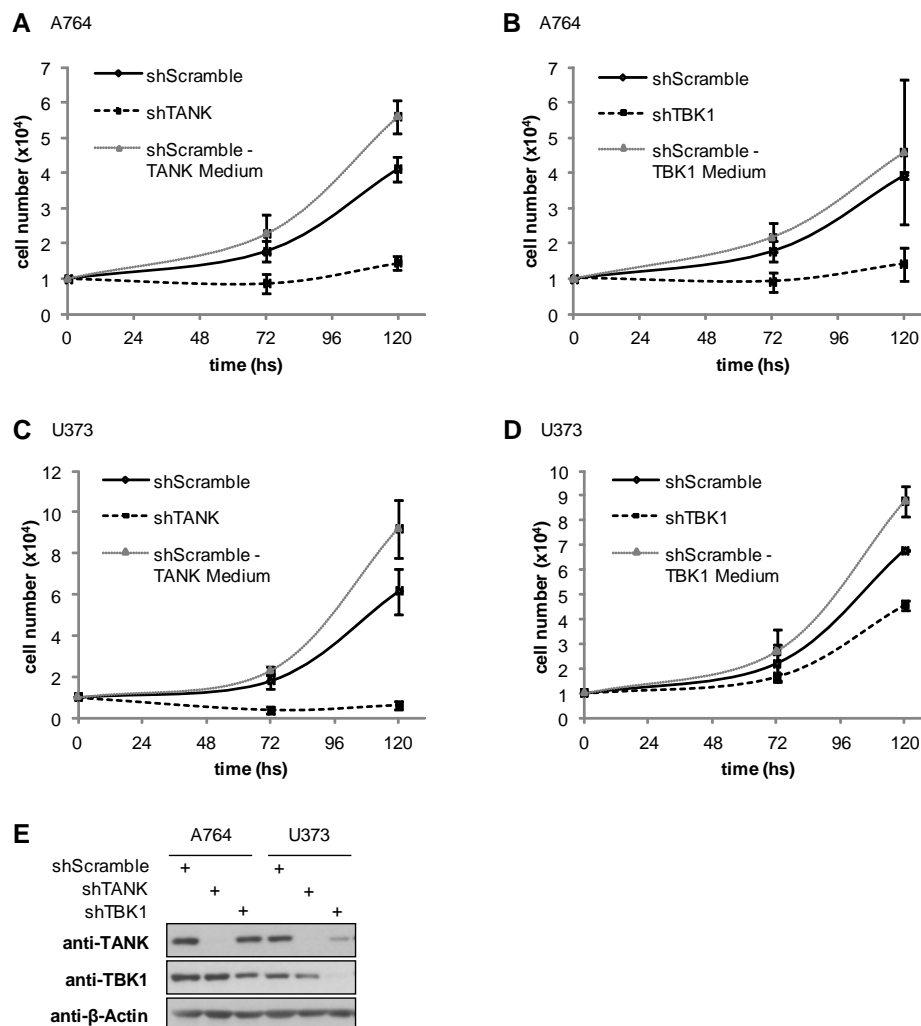 A A764
7
6
5
4
3
2
1
0
cell number (x10⁴)
shScramble
shTANK
shScramble -
TANK Medium
0 24 48 72 96 120
time (hs)
B A764
7
6
5
4
3
2
1
0
cell number (x10⁴)
shScramble
shTBK1
shScramble -
TBK1 Medium
0 24 48 72 96 120
time (hs)
C U373
12
10
8
6
4
2
0
cell number (x10⁴)
shScramble
shTANK
shScramble -
TANK Medium
0 24 48 72 96 120
time (hs)
D U373
10
9
8
7
6
5
4
3
2
1
0
cell number (x10⁴)
shScramble
shTBK1
shScramble -
TBK1 Medium
0 24 48 72 96 120
time (hs)
E
A764 U373
shScramble + +
shTANK + +
shTBK1 + +
anti-TANK
anti-TBK1
anti-β-Actin